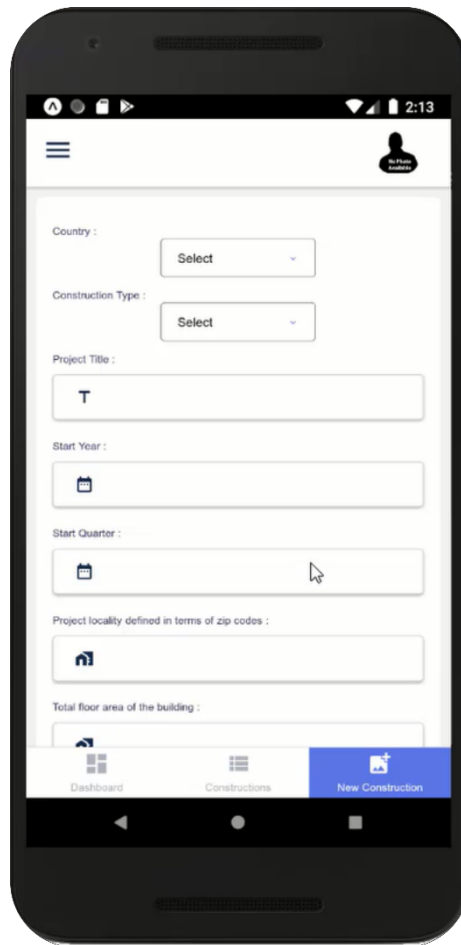 2:13
No Photo
Available
Country :
Select
Construction Type :
Select
Project Title :
Start Year :
Start Quarter :
Project locality defined in terms of zip codes :
Total floor area of the building :
Dashboard
Constructions
New Construction